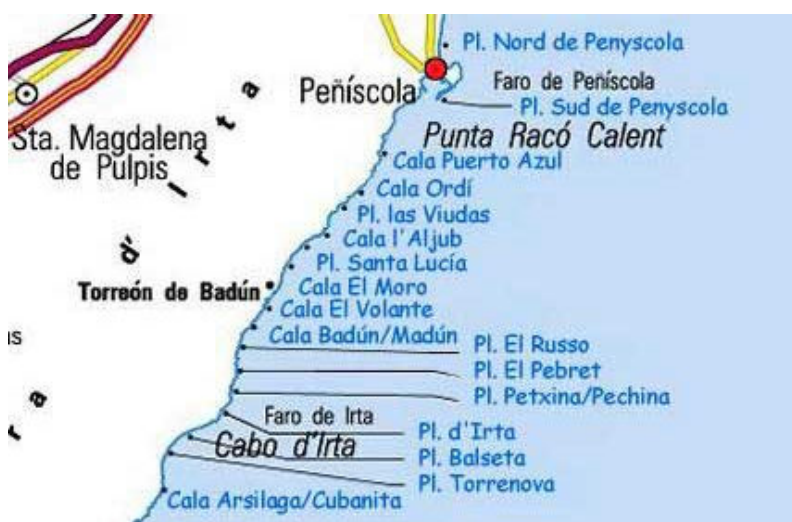 Pl. Nord de Penyscola
Peñíscola
Faro de Peñíscola
Pl. Sud de Penyscola
Sta. Magdalena
de Pulpis
Punta Racó Calent
Cala Puerto Azul
Cala Ordí
Pl. las Viudas
Cala l'Aljub
d' Irta
Pl. Santa Lucía
Torreón de Badún
Cala El Moro
Cala El Volante
Cala Badún/Madún
as
Pl. El Russo
Pl. El Pebret
Pl. Petxina/Pechina
r a
Faro de Irta
Pl. d'Irta
Cabo d'Irta
Pl. Balseta
Pl. Torrenova
Cala Arsilaga/Cubanita